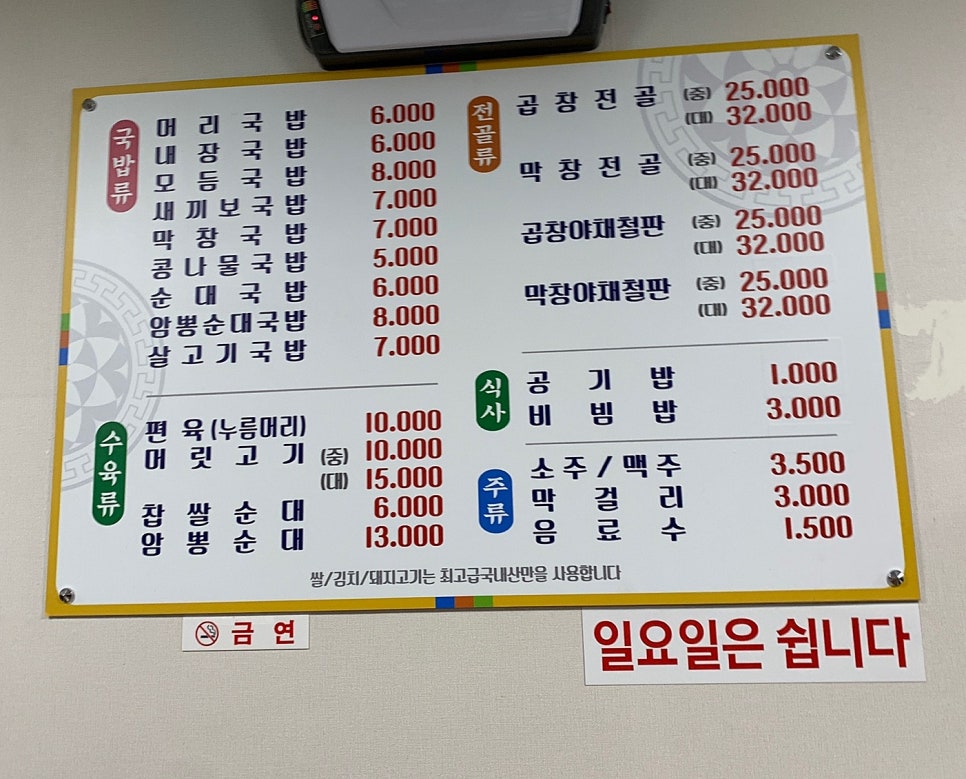 국밥류
머리국밥 6.000
내장국밥 6.000
모듬국밥 8.000
새끼보국밥 7.000
막창국밥 7.000
콩나물국밥 5.000
순대국밥 6.000
암뽕순대국밥 8.000
살고기국밥 7.000
수육류
편육(누름머리) 10.000
머릿고기 (중) 10.000
(대) 15.000
찹쌀순대 6.000
암뽕순대 13.000
전골류
곱창전골 (중) 25.000
(대) 32.000
막창전골 (중) 25.000
(대) 32.000
곱창야채철판 (중) 25.000
(대) 32.000
막창야채철판 (중) 25.000
(대) 32.000
식사
공기밥 1.000
비빔밥 3.000
주류
소주/맥주 3.500
막걸리 3.000
음료수 1.500
쌀/김치/돼지고기는 최고급국내산만을 사용합니다
금연
일요일은 쉽니다